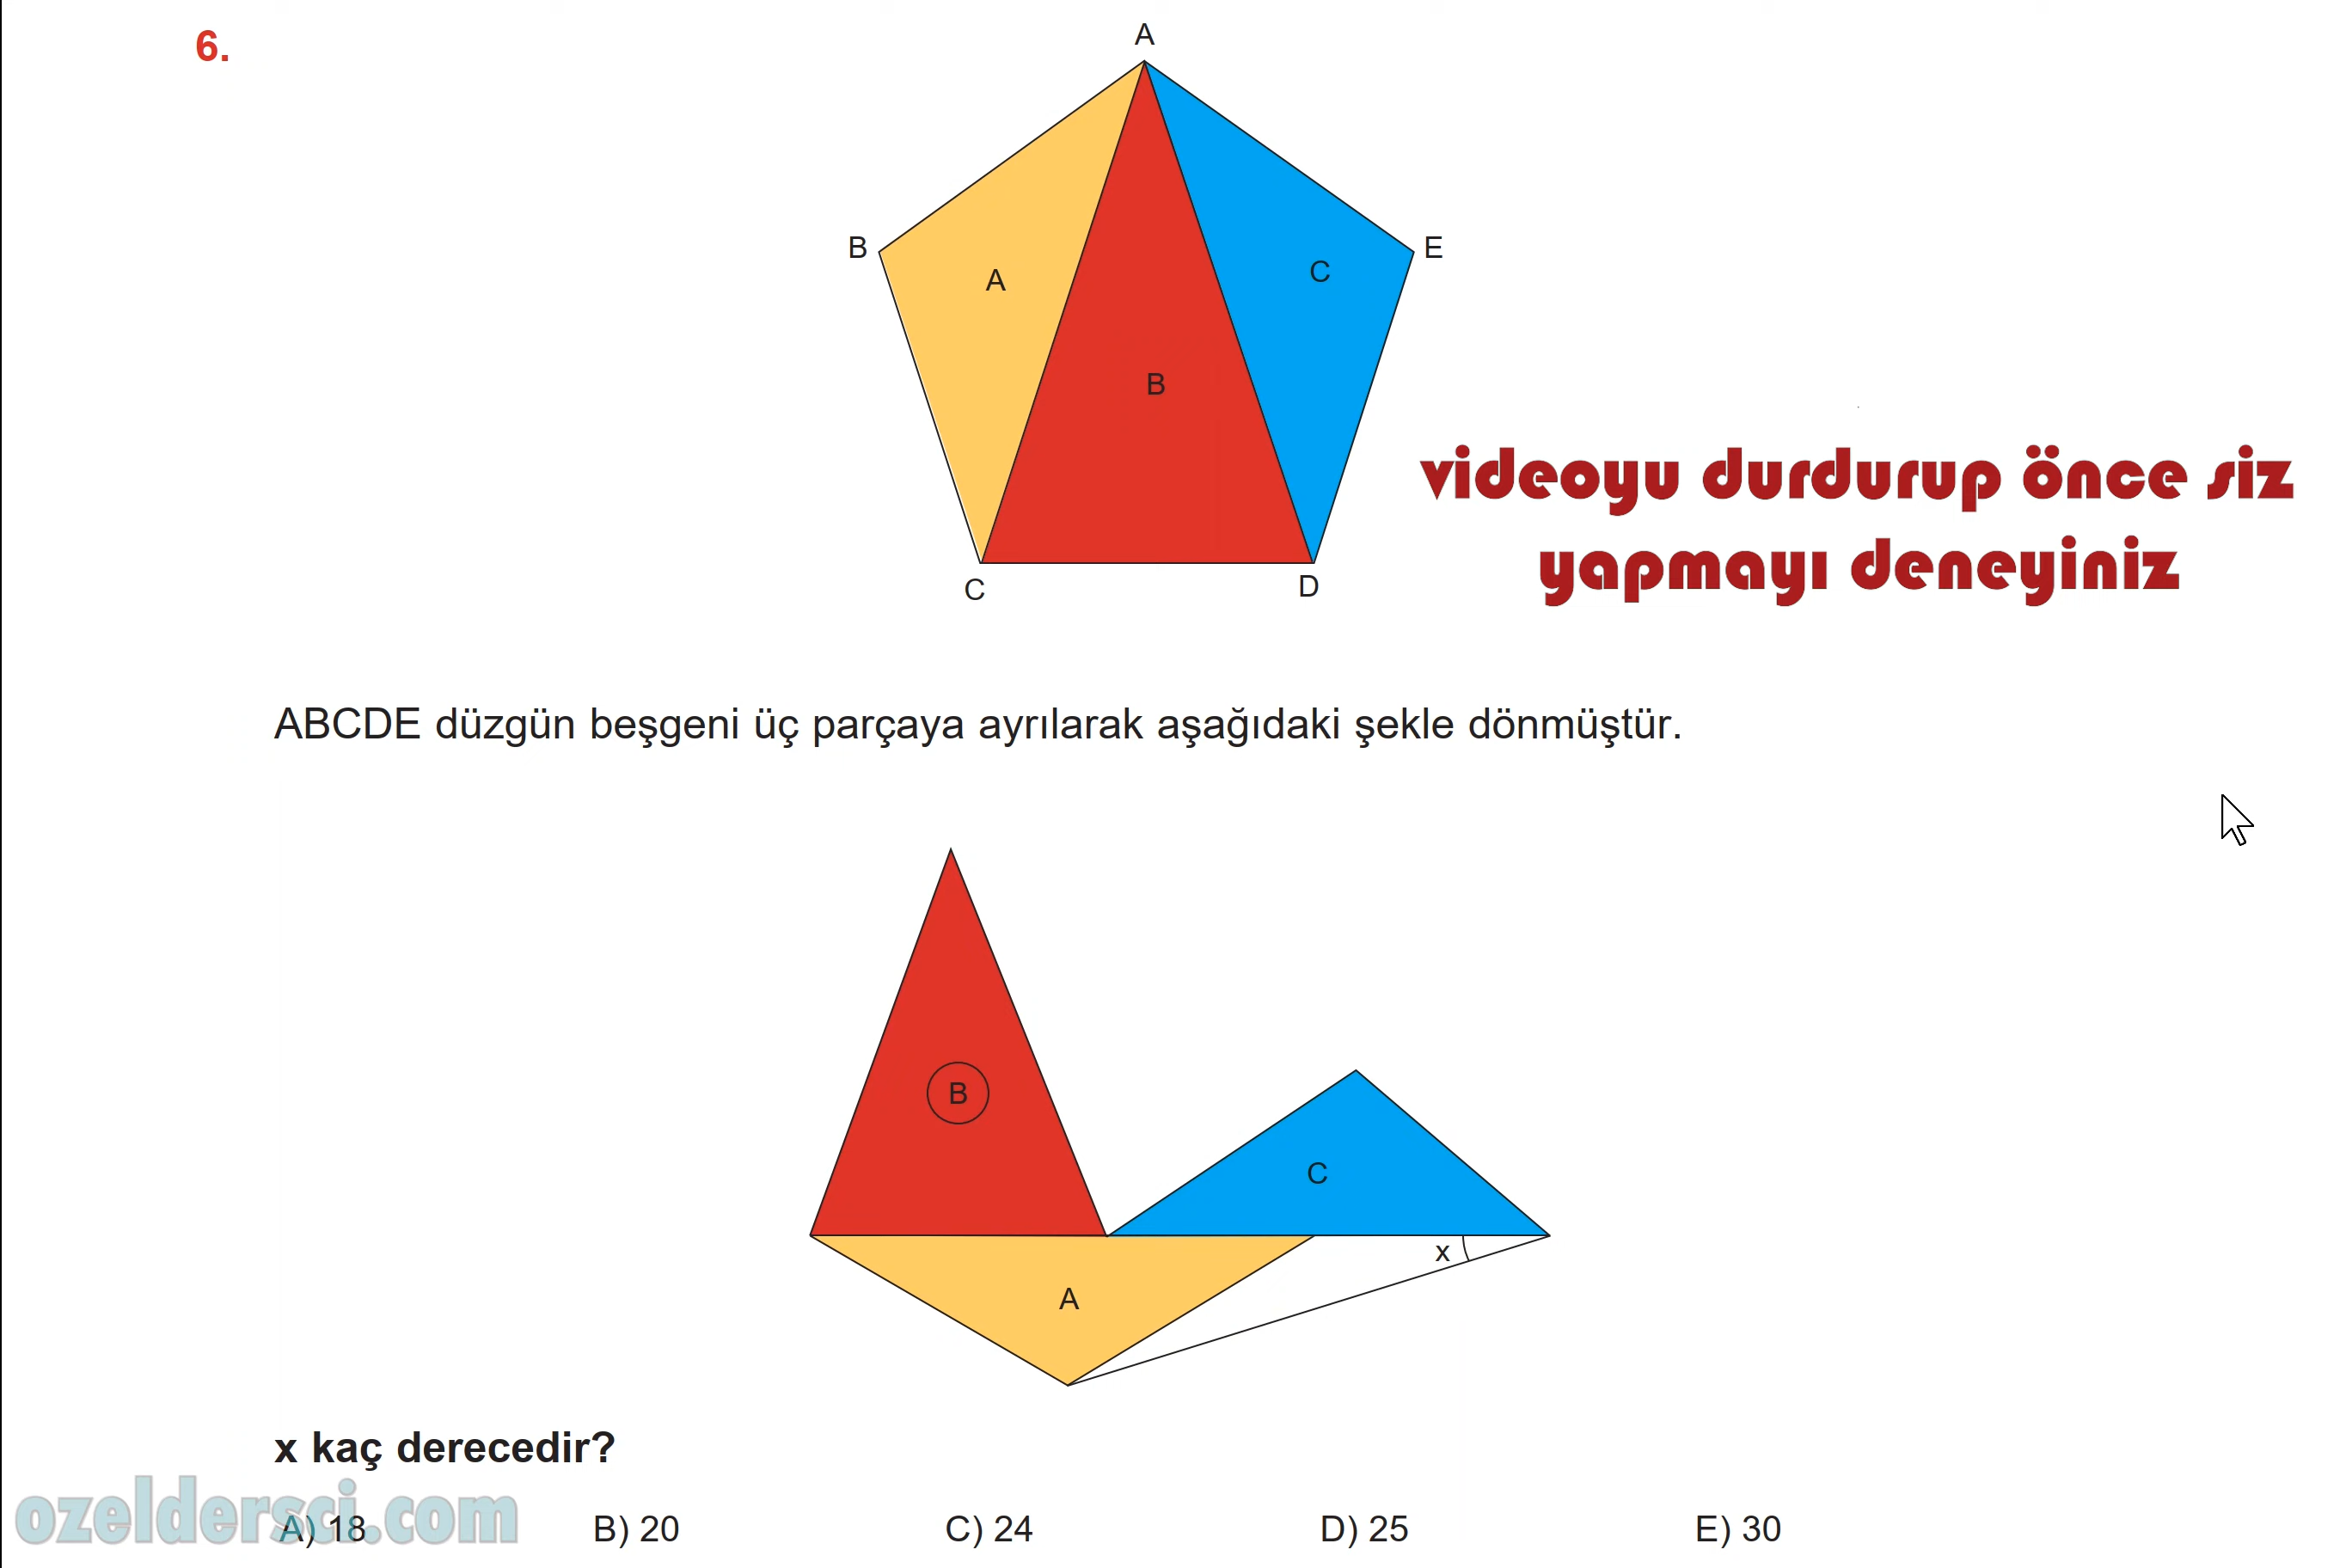 6.
A
B
E
A
C
B
videoyu durdurup önce siz
yapmayı deneyiniz
C
D
ABCDE düzgün beşgeni üç parçaya ayrılarak aşağıdaki şekle dönmüştür.
B
C
x
A
x kaç derecedir?
ozeldersci.com
A) 18 B) 20 C) 24 D) 25 E) 30